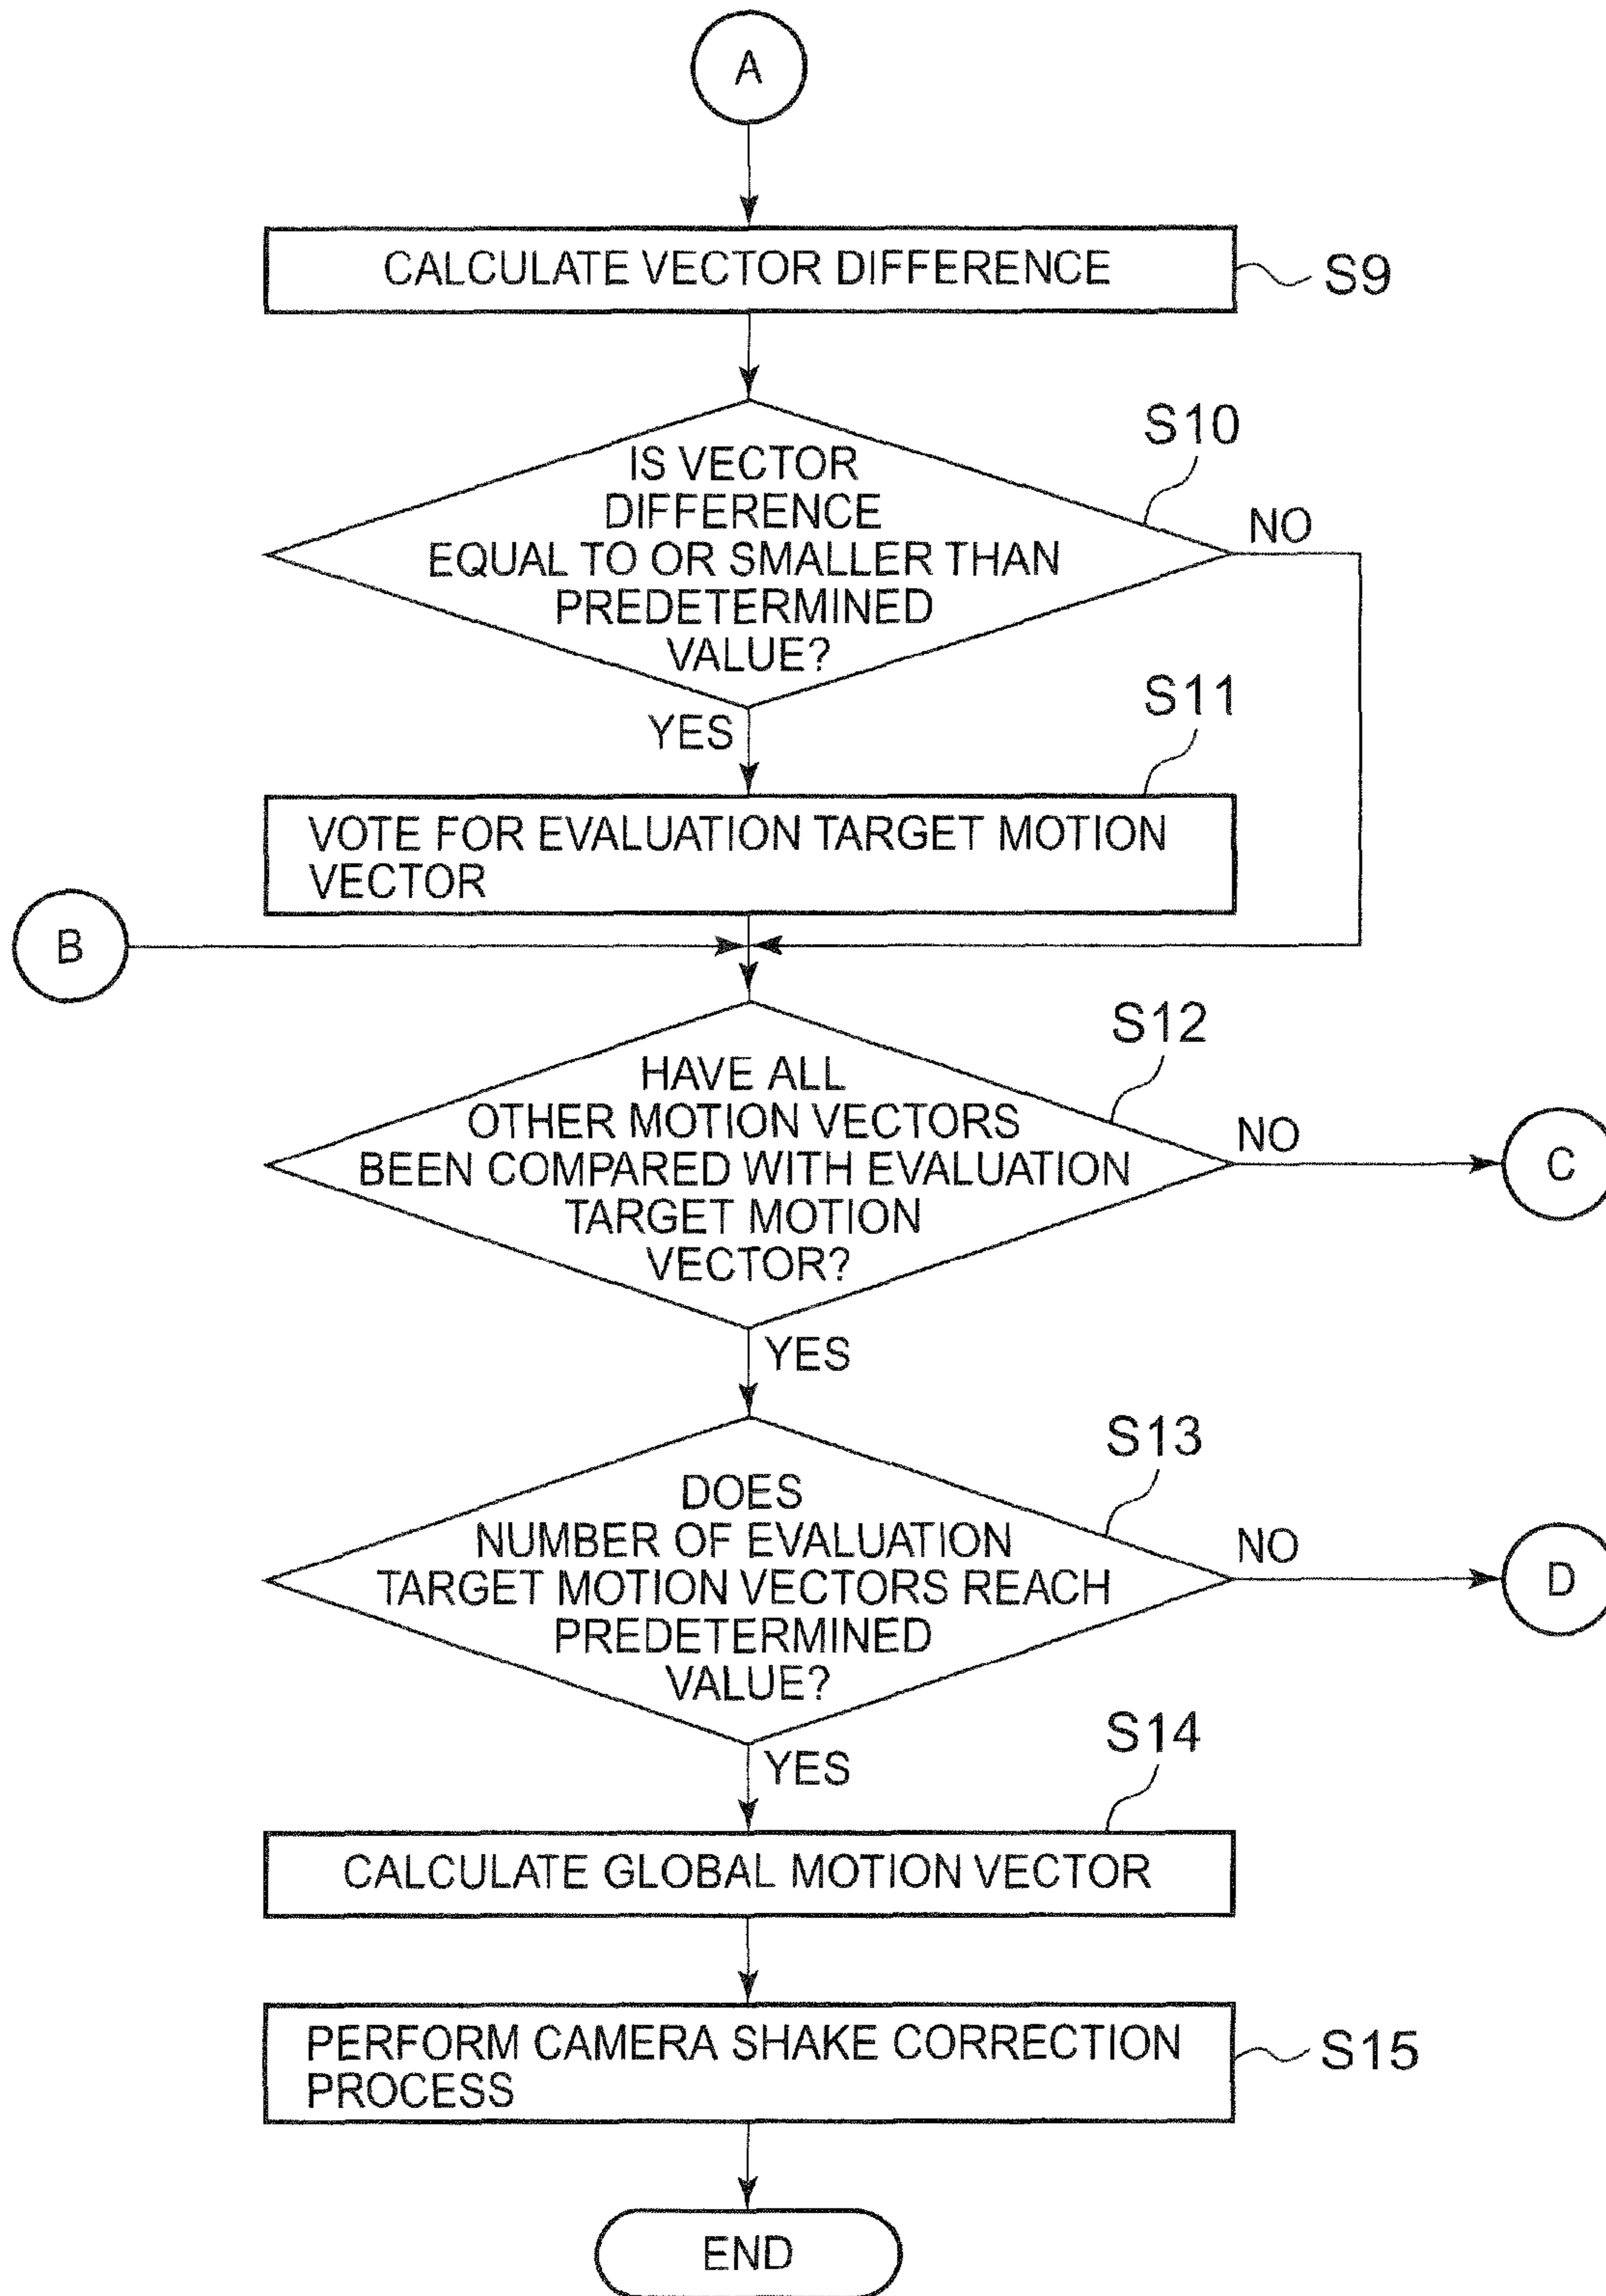 A
CALCULATE VECTOR DIFFERENCE
S9
S10
IS VECTOR
DIFFERENCE
EQUAL TO OR SMALLER THAN
PREDETERMINED
VALUE?
NO
YES
S11
VOTE FOR EVALUATION TARGET MOTION
VECTOR
B
S12
HAVE ALL
OTHER MOTION VECTORS
BEEN COMPARED WITH EVALUATION
TARGET MOTION
VECTOR?
NO
C
YES
S13
DOES
NUMBER OF EVALUATION
TARGET MOTION VECTORS REACH
PREDETERMINED
VALUE?
NO
D
YES
S14
CALCULATE GLOBAL MOTION VECTOR
PERFORM CAMERA SHAKE CORRECTION
PROCESS
S15
END